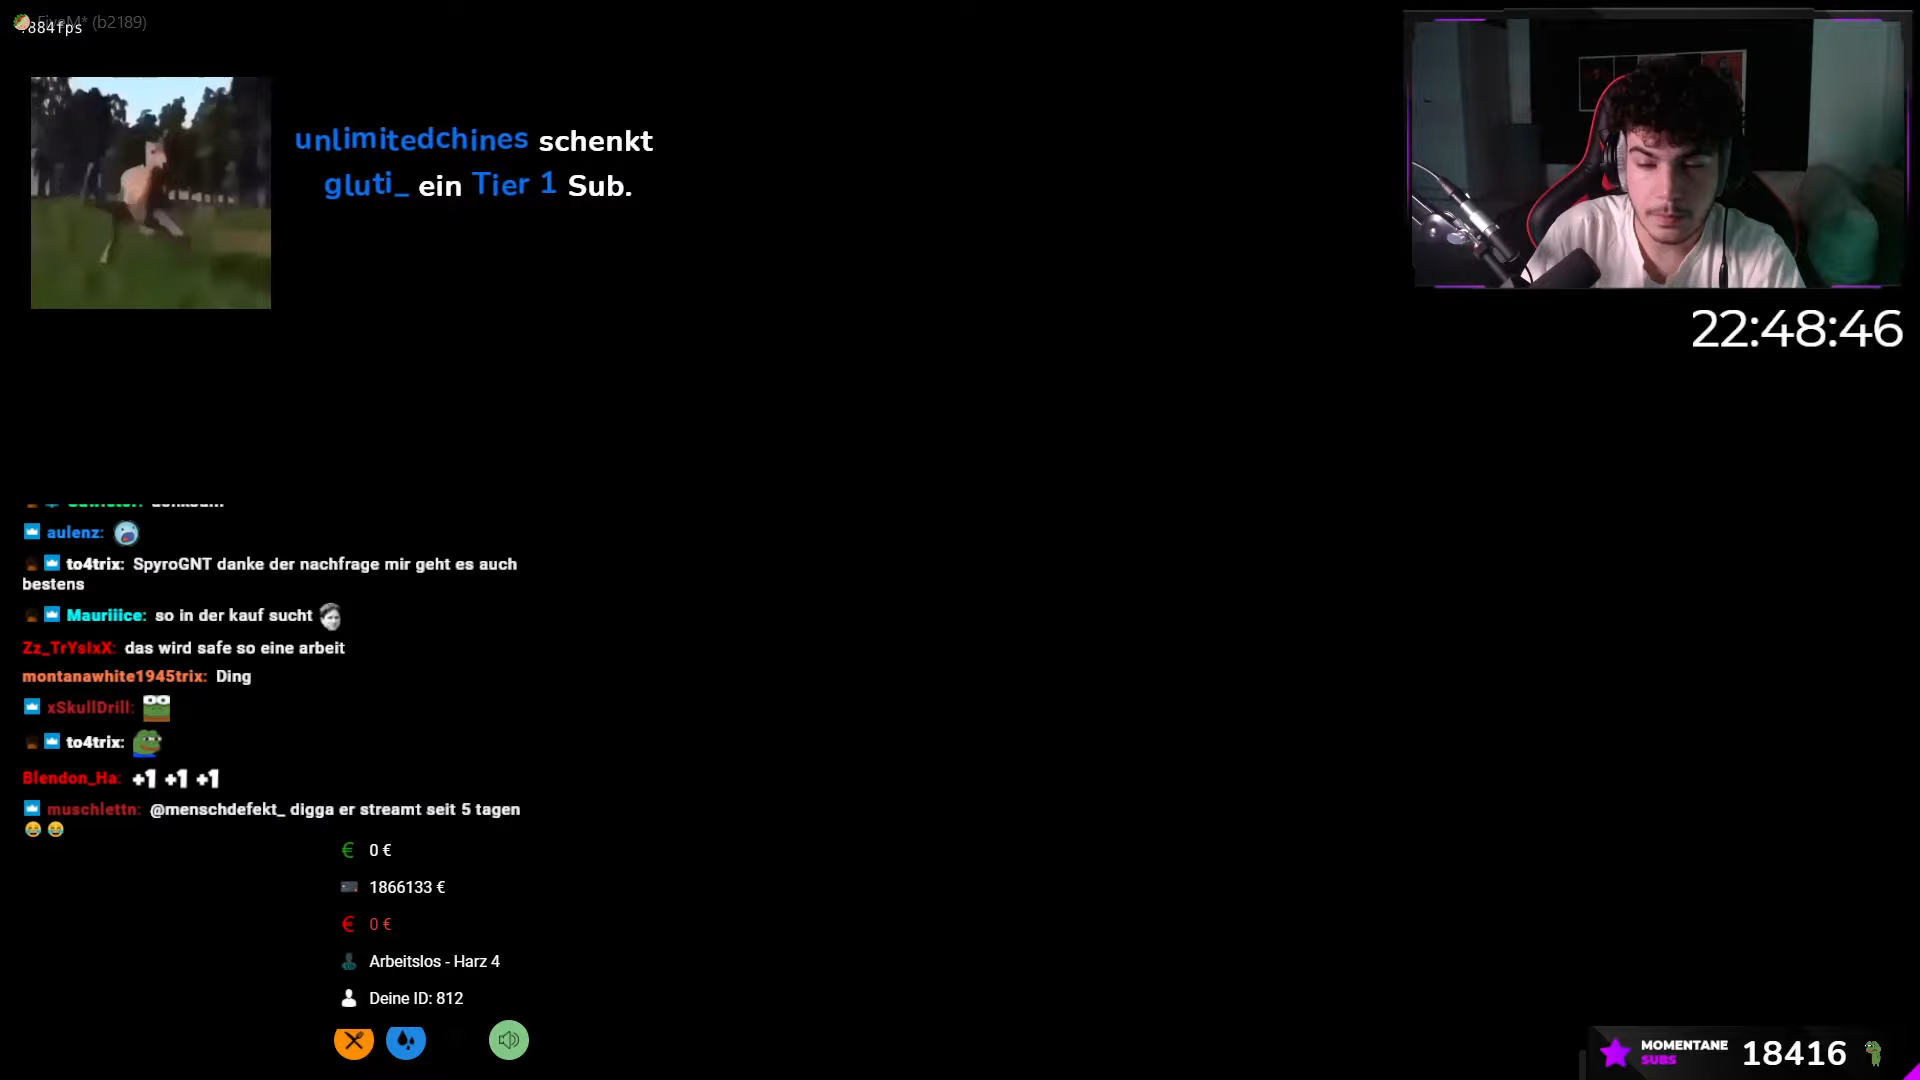 FiveM* (b2189)
884fps
unlimitedchines schenkt
gluti_ ein Tier 1 Sub.
22:48:46
aulenz:
to4trix: SpyroGNT danke der nachfrage mir geht es auch
bestens
Mauriiice: so in der kauf sucht
Zz_TrYsIxX: das wird safe so eine arbeit
montanawhite1945trix: Ding
xSkullDrill:
to4trix:
Blendon_Ha: +1 +1 +1
muschlettn: @menschdefekt_ digga er streamt seit 5 tagen
€ 0 €
1866133 €
€ 0 €
Arbeitslos - Harz 4
Deine ID: 812
MOMENTANE
SUBS
18416